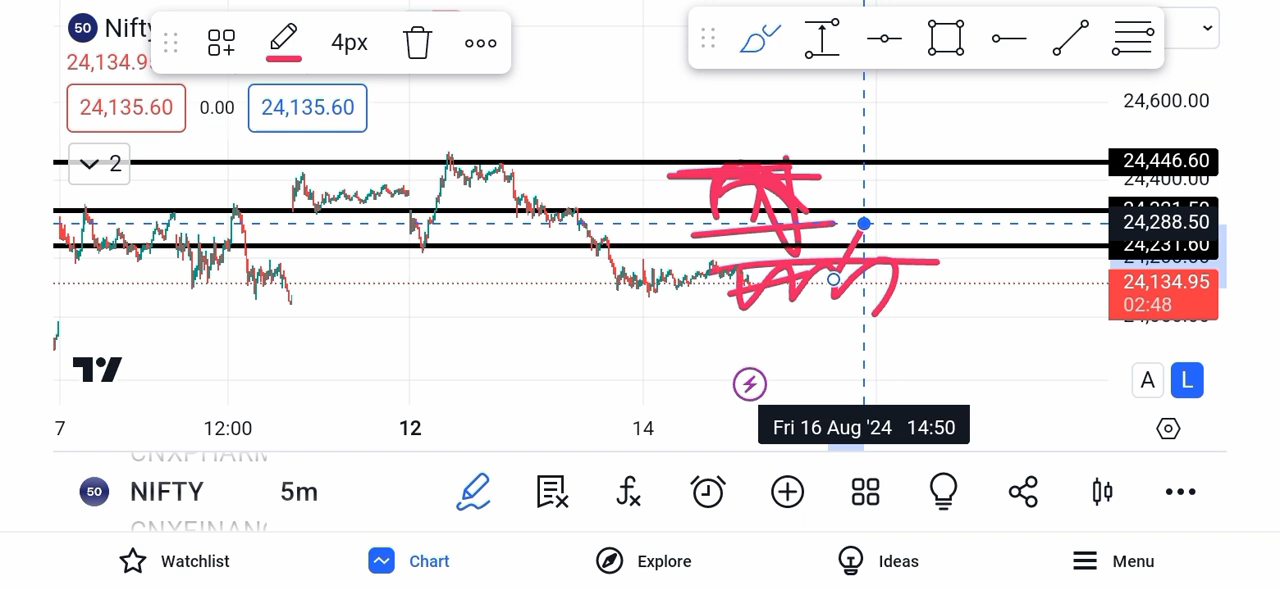 50 Nifty
4px
24,134.9
24,135.60 0.00 24,135.60
2
24,600.00
24,446.60
24,400.00
24,288.50
24,231.60
24,134.95
02:48
A L
Fri 16 Aug '24 14:50
7 12:00 12 14
50 NIFTY 5m
Watchlist Chart Explore Ideas Menu